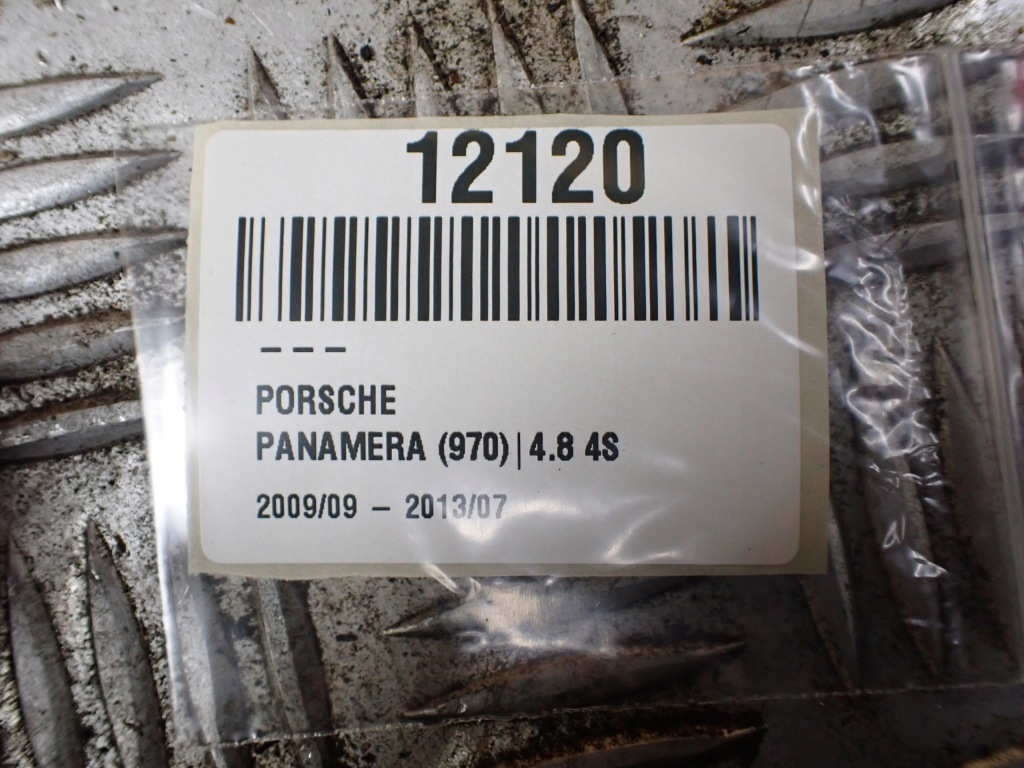 12120
– – –
PORSCHE
PANAMERA (970)|4.8 4S
2009/09 – 2013/07